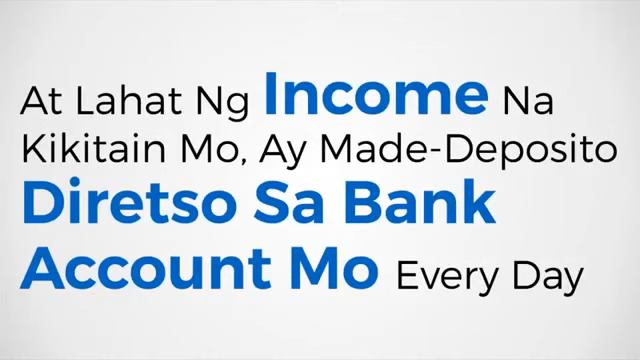 At Lahat Ng Income Na
Kikitain Mo, Ay Made-Deposito
Diretso Sa Bank
Account Mo Every Day